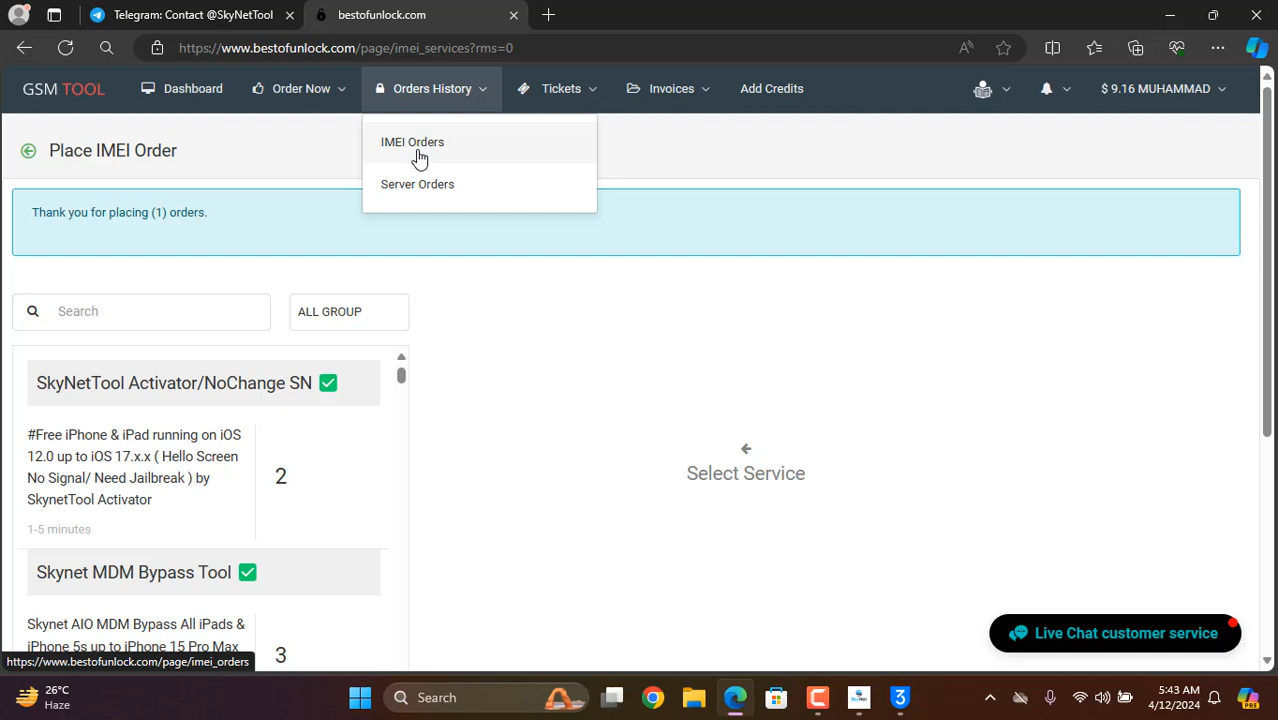 Telegram: Contact @SkyNetTool
bestofunlock.com
https://www.bestofunlock.com/page/imei_services?rms=0
GSM TOOL
Dashboard
Order Now
Orders History
Tickets
Invoices
Add Credits
$ 9.16 MUHAMMAD
IMEI Orders
Server Orders
Place IMEI Order
Thank you for placing (1) orders.
Search
ALL GROUP
SkyNetTool Activator/NoChange SN
#Free iPhone & iPad running on iOS
12.0 up to iOS 17.x.x ( Hello Screen
No Signal/ Need Jailbreak ) by
SkynetTool Activator
2
1-5 minutes
Skynet MDM Bypass Tool
Skynet AIO MDM Bypass All iPads &
iPhone 5s up to iPhone 15 Pro Max
3
Select Service
Live Chat customer service
https://www.bestofunlock.com/page/imei_orders
26°C
Haze
Search
5:43 AM
4/12/2024
PRE